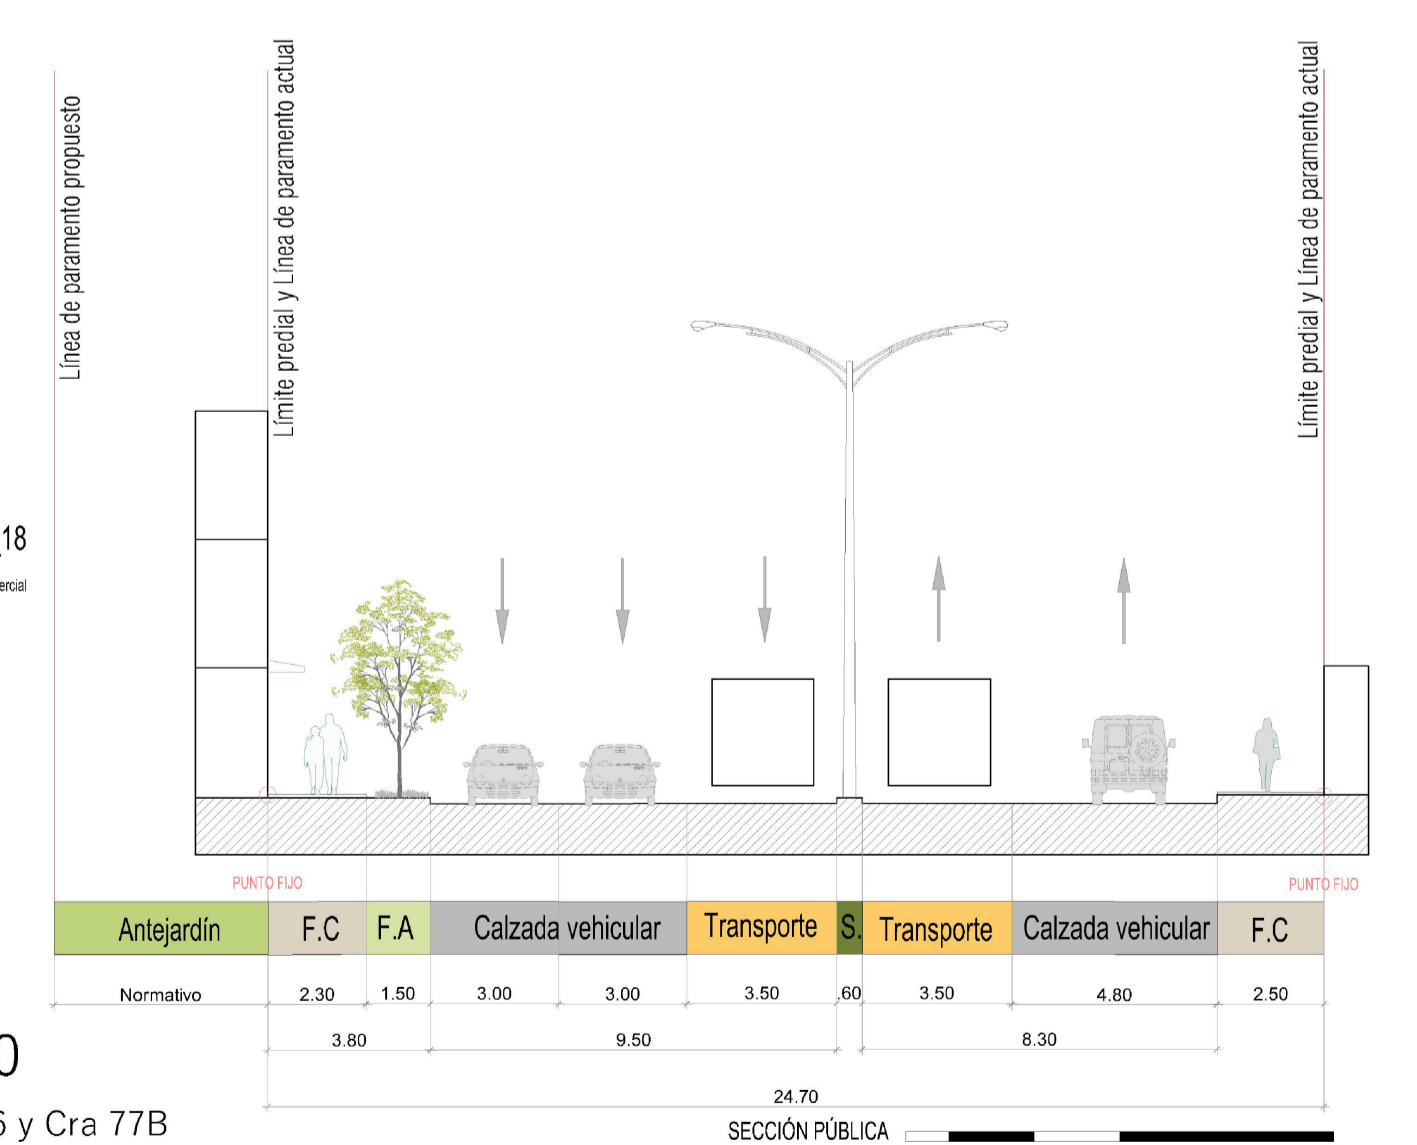 Línea de paramento propuesto
Límite predial y Línea de paramento actual
Límite predial y Línea de paramento actual
18
ercial
PUNTO FIJO
PUNTO FIJO
Antejardín
F.C
F.A
Calzada vehicular
Transporte
S.
Transporte
Calzada vehicular
F.C
Normativo
2.30
1.50
3.00
3.00
3.50
.60
3.50
4.80
2.50
3.80
9.50
8.30
0
24.70
6 y Cra 77B
SECCIÓN PÚBLICA